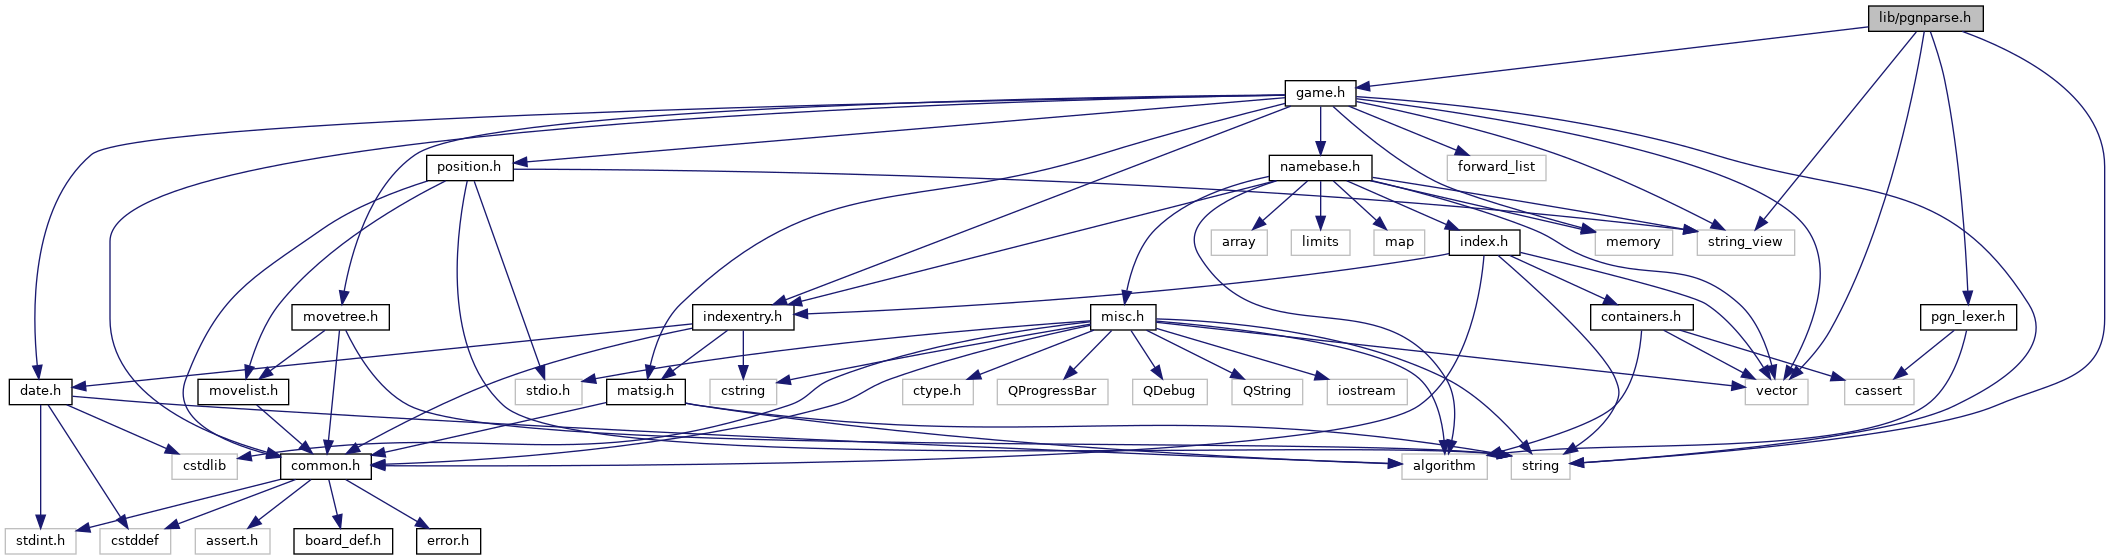 lib/pgnparse.h
game.h
position.h
namebase.h
forward_list
array
limits
map
index.h
memory
string_view
movetree.h
indexentry.h
misc.h
containers.h
pgn_lexer.h
date.h
movelist.h
stdio.h
matsig.h
cstring
ctype.h
QProgressBar
QDebug
QString
iostream
vector
cassert
cstdlib
common.h
algorithm
string
stdint.h
cstddef
assert.h
board_def.h
error.h